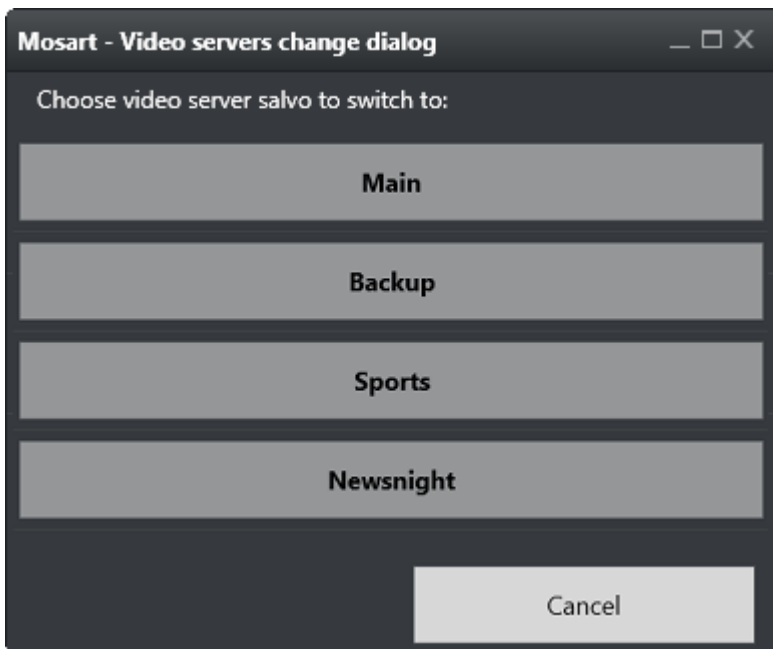 Mosart - Video servers change dialog
Choose video server salvo to switch to:
Main
Backup
Sports
Newsnight
Cancel